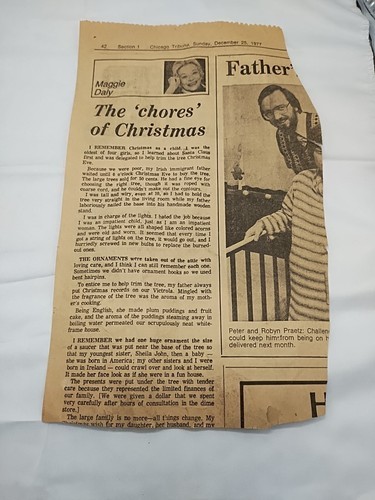 42 Section 1 Chicago Tribune, Sunday, December 25, 1977
Maggie
Daly
The 'chores'
of Christmas
I REMEMBER Christmas as a child. I was the
oldest of four girls, so I learned about Santa Claus
first and was delegated to help trim the tree Christmas
Eve.
Because we were poor, my Irish immigrant father
waited until 6 o'clock Christmas Eve to buy the tree.
The large trees sold for 50 cents. He had a fine eye for
choosing the right tree, though it was roped with
coarse cord, and he couldn't make out the contours.
I was tall and wiry, even at 10, so I had to hold the
tree very straight in the living room while my father
laboriously nailed the base into his handmade wooden
stand.
I was in charge of the lights. I hated the job because
I was an impatient child, just as I am an impatient
woman. The lights were all shaped like colored acorns
and were old and worn. It seemed that every time I
got a string of lights on the tree, it would go out, and I
hurriedly screwed in new bulbs to replace the burned-
out ones.
THE ORNAMENTS were taken out of the attic with
loving care, and I think I can still remember each one.
Sometimes we didn't have ornament hooks so we used
bent hairpins.
To entice me to help trim the tree, my father always
put Christmas records on our Victrola. Mingled with
the fragrance of the tree was the aroma of my moth-
er's cooking.
Being English, she made plum puddings and fruit
cake, and the aroma of the puddings steaming away in
boiling water permeated our scrupulously neat white-
frame house.
I REMEMBER we had one huge ornament the size
of a saucer that was put near the base of the tree so
that my youngest sister, Sheila John, then a baby —
she was born in America; my other sisters and I were
born in Ireland — could crawl over and look at herself.
It made her face look as if she were in a fun house.
The presents were put under the tree with tender
care because they represented the limited finances of
our family. [We were given a dollar that we spent
very carefully after hours of consultation in the dime
store.]
The large family is no more—all things change. My
Christmas wish for my daughter, her husband, and my
Father'
Peter and Robyn Praetz: Challen
could keep him from being on h
delivered next month.
H